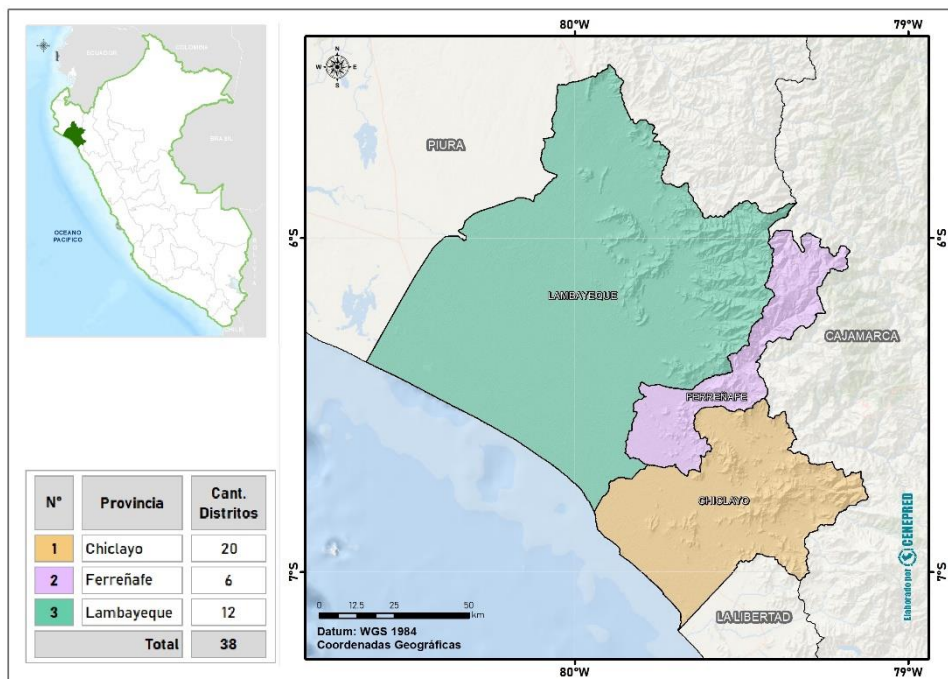 ECUADOR
COLOMBIA
BRASIL
OCEANO
PACIFICO
N° Provincia Cant. Distritos
1 Chiclayo 20
2 Ferreñafe 6
3 Lambayeque 12
Total 38
80°W 79°W
N
W E
S
PIURA
6°S 6°S
LAMBAYEQUE
CAJAMARCA
FERREÑAFE
CHICLAYO
7°S 7°S
LA LIBERTAD
0 12.5 25 50
km
Datum: WGS 1984
Coordenadas Geográficas
Elaborado por CENEPRED
80°W 79°W